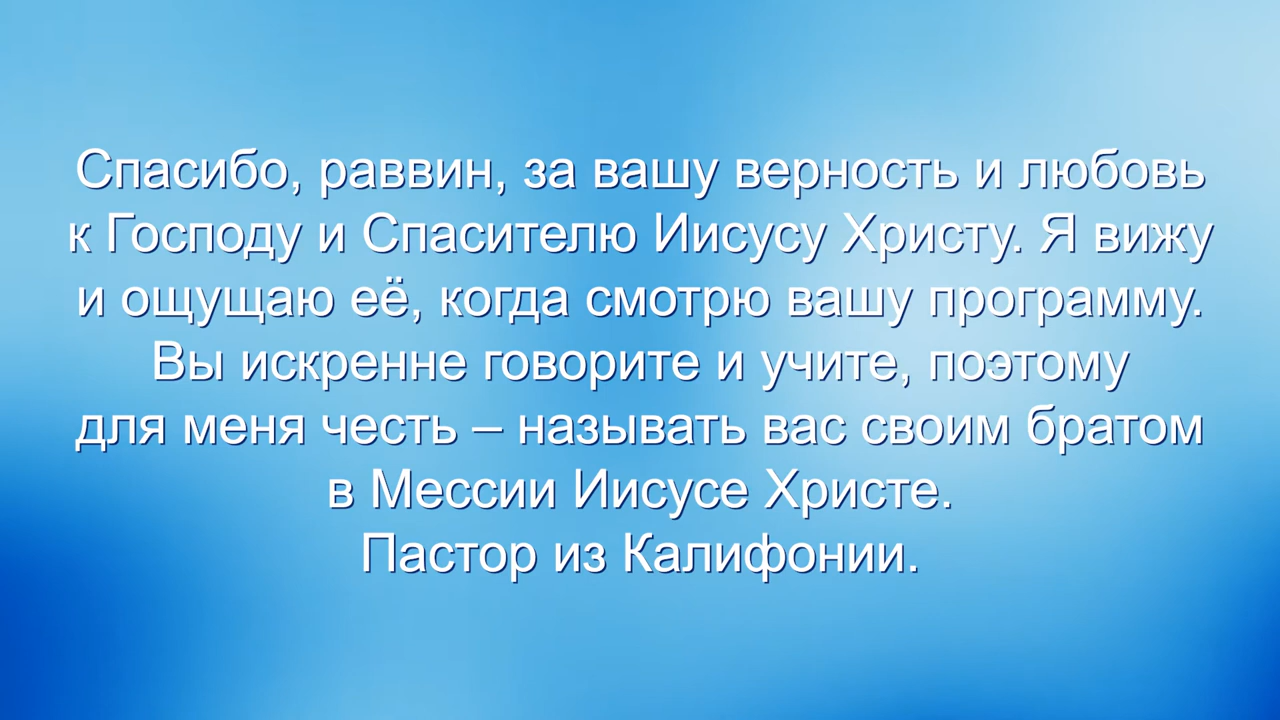 Спасибо, раввин, за вашу верность и любовь
к Господу и Спасителю Иисусу Христу. Я вижу
и ощущаю её, когда смотрю вашу программу.
Вы искренне говорите и учите, поэтому
для меня честь – называть вас своим братом
в Мессии Иисусе Христе.
Пастор из Калифонии.